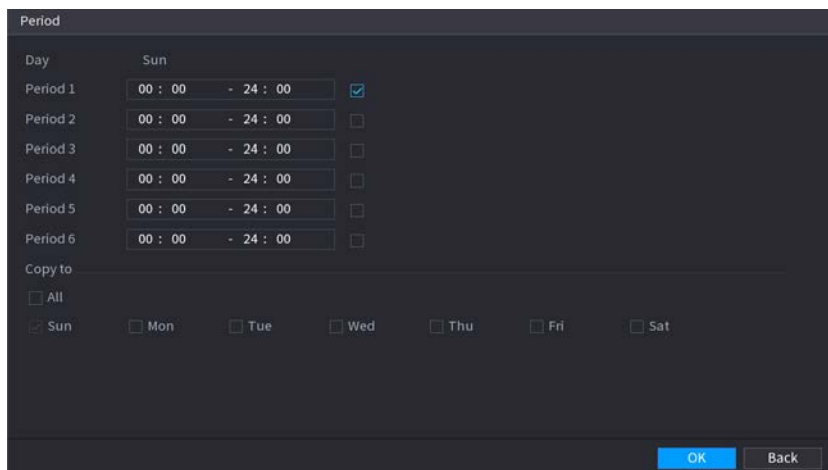 Period
Day Sun
Period 1 00 : 00 - 24 : 00
Period 2 00 : 00 - 24 : 00
Period 3 00 : 00 - 24 : 00
Period 4 00 : 00 - 24 : 00
Period 5 00 : 00 - 24 : 00
Period 6 00 : 00 - 24 : 00
Copy to
All
Sun Mon Tue Wed Thu Fri Sat
OK Back